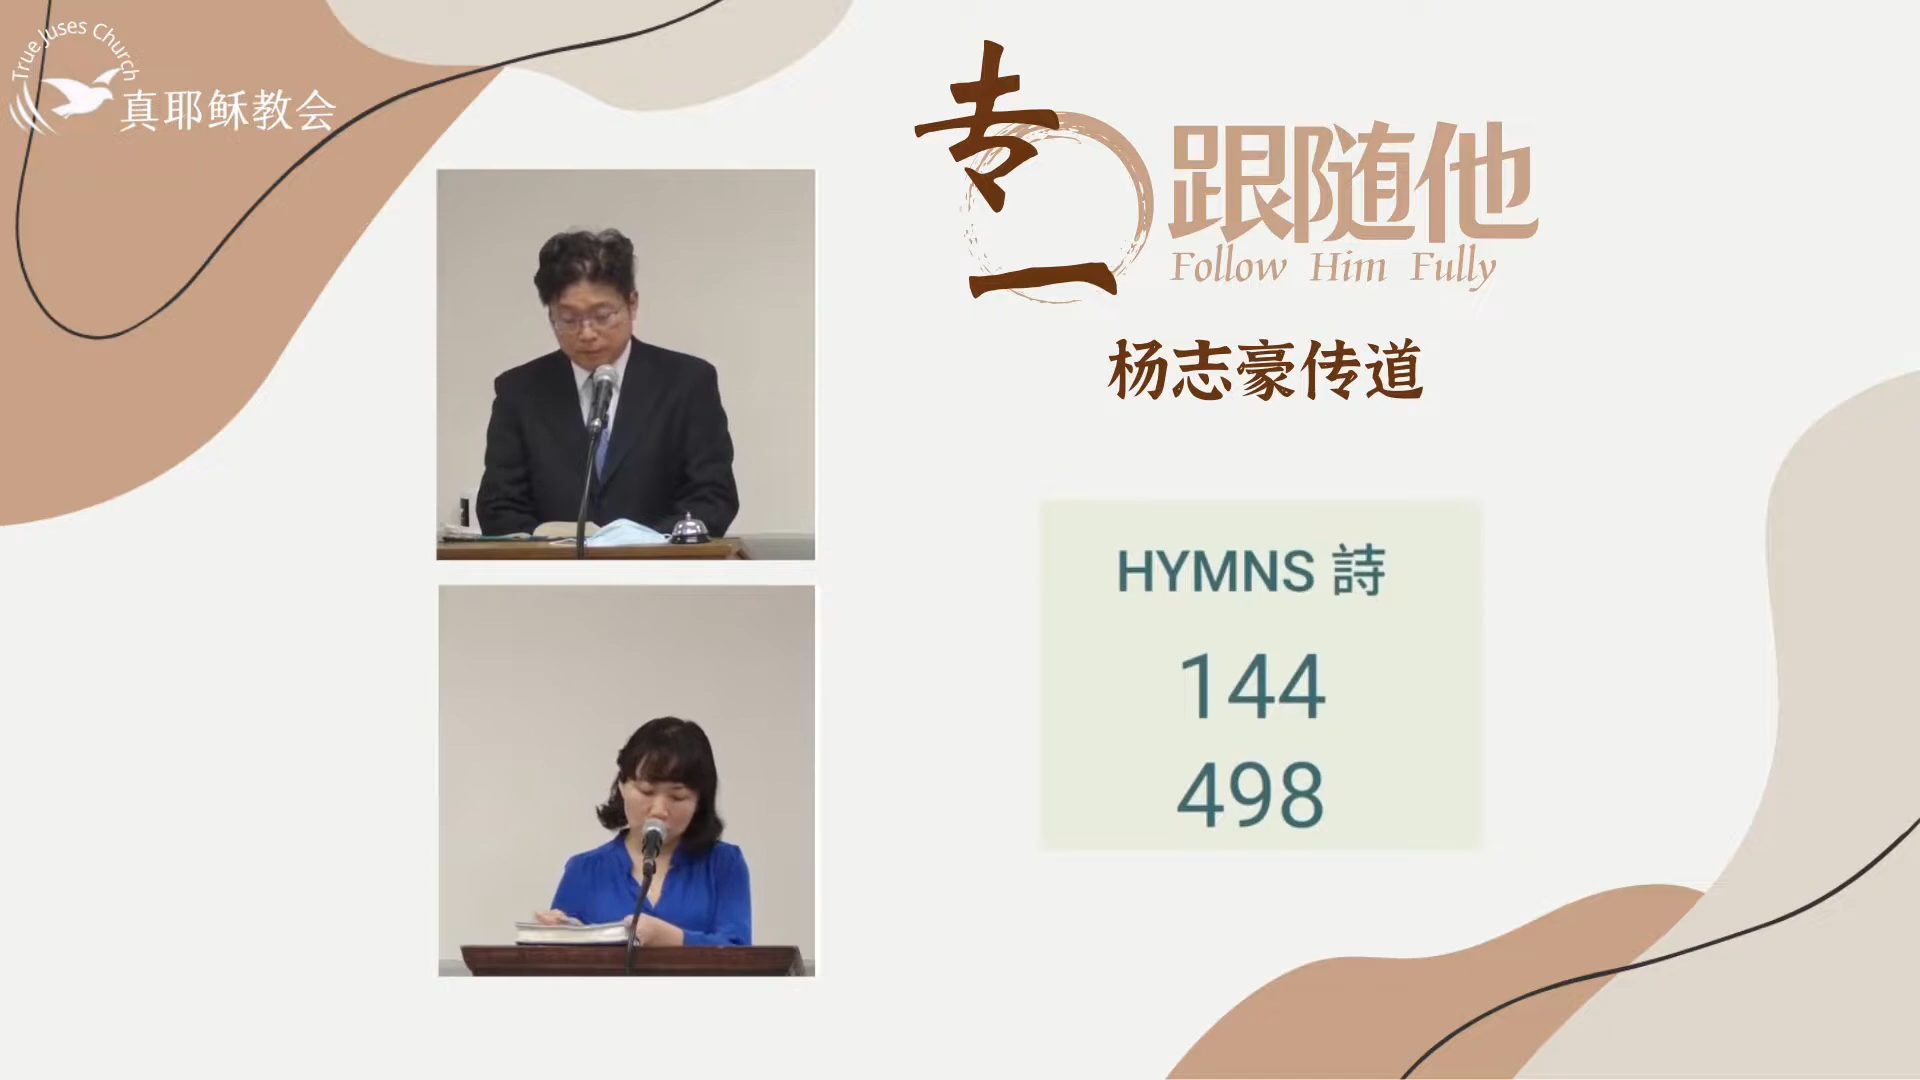 True Juses Church
真耶稣教会
专一
跟随他
Follow Him Fully
杨志豪传道
HYMNS 詩
144
498